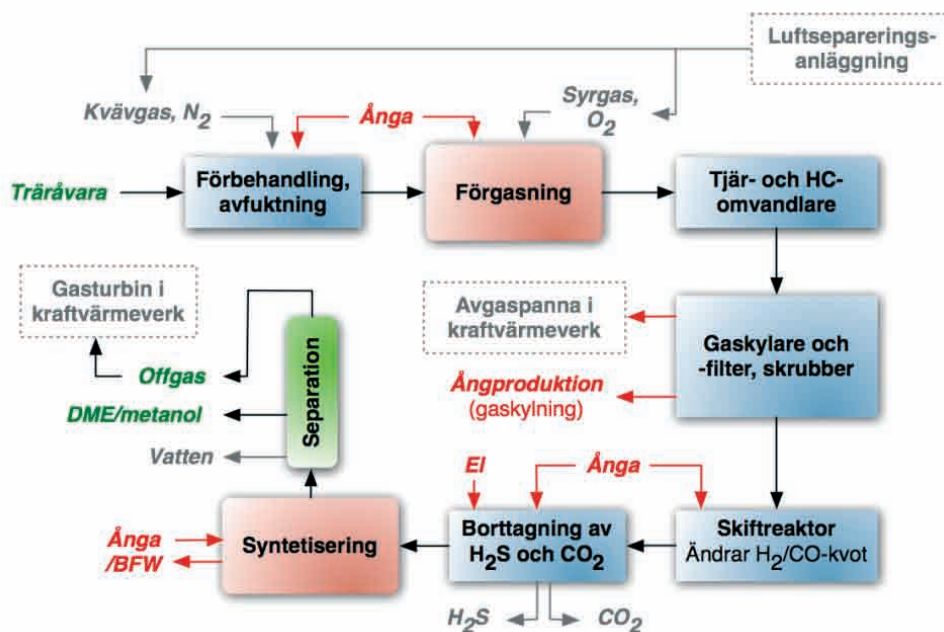 Luftseparerings-
anläggning
Kvävgas, N2
Ånga
Syrgas,
O2
Träråvara
Förbehandling,
avfuktning
Förgasning
Tjär- och HC-
omvandlare
Gasturbin i
kraftvärmeverk
Avgaspanna i
kraftvärmeverk
Gaskylare och
-filter, skrubber
Offgas
Separation
Ångproduktion
(gaskylning)
DME/metanol
Vatten
El
Ånga
Ånga
/BFW
Syntetisering
Borttagning av
H2S och CO2
Skiftreaktor
Ändrar H2/CO-kvot
H2S
CO2